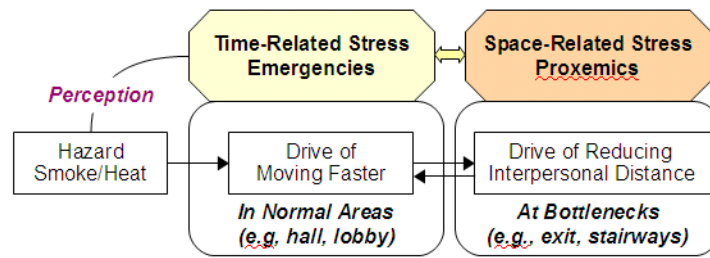 Time-Related Stress
Emergencies
Space-Related Stress
Proxemics
Perception
Hazard
Smoke/Heat
Drive of
Moving Faster
Drive of Reducing
Interpersonal Distance
In Normal Areas
(e.g, hall, lobby)
At Bottlenecks
(e.g., exit, stairways)